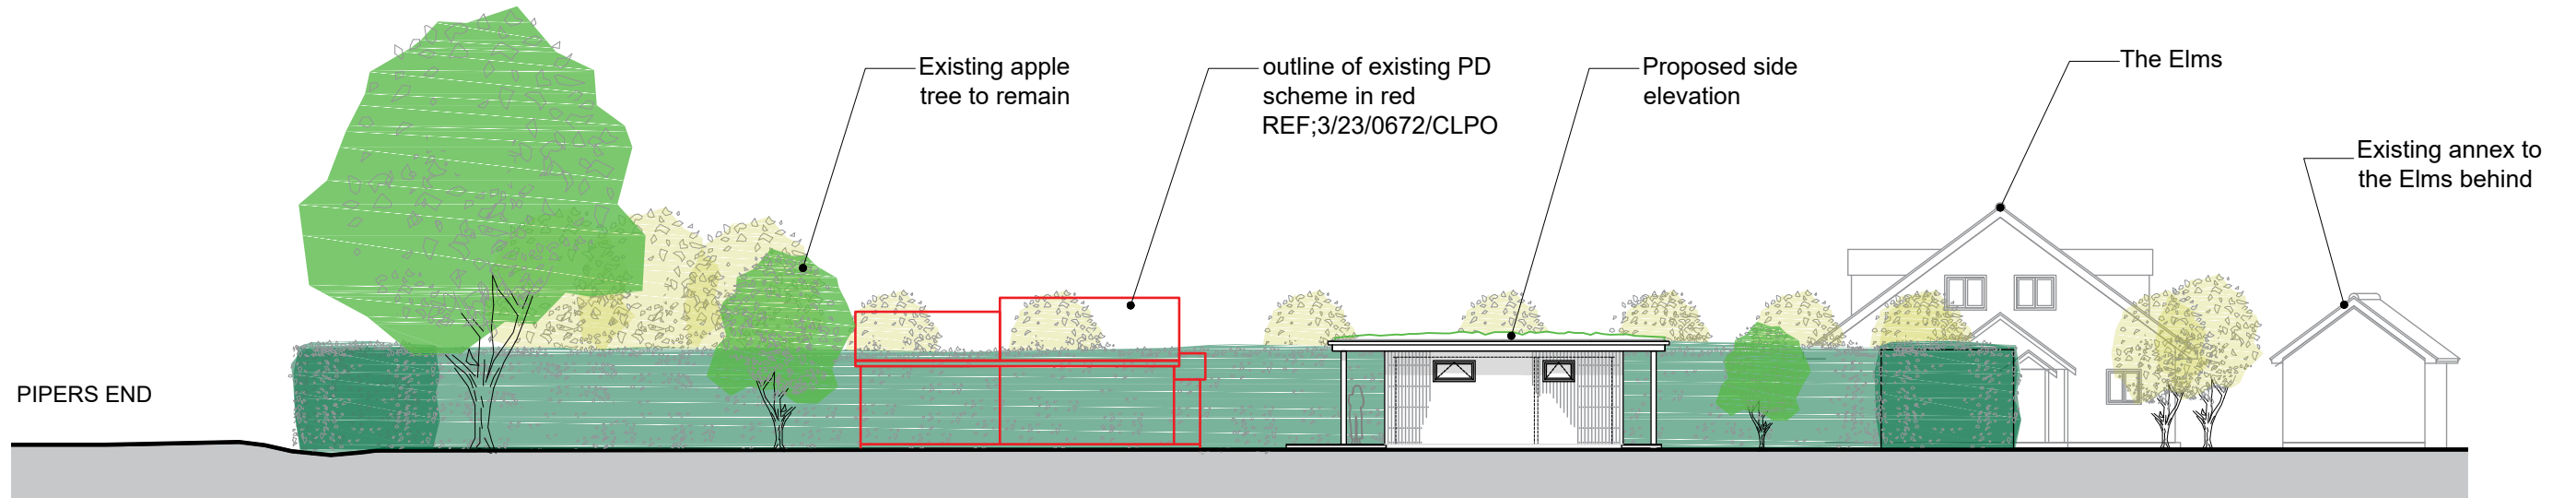 Existing apple
tree to remain
outline of existing PD
scheme in red
REF;3/23/0672/CLPO
Proposed side
elevation
The Elms
Existing annex to
the Elms behind
PIPERS END